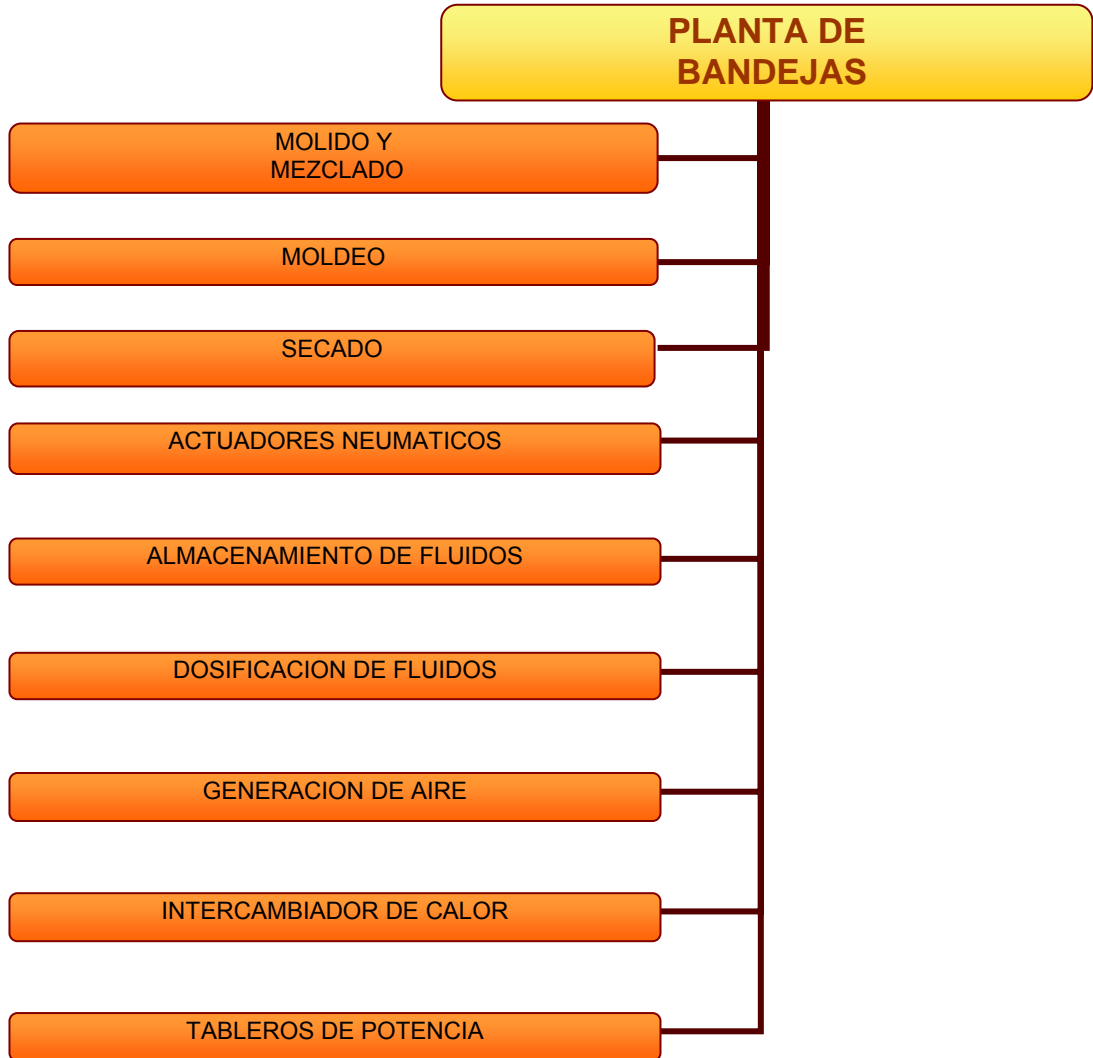 PLANTA DE
BANDEJAS
MOLIDO Y
MEZCLADO
MOLDEO
SECADO
ACTUADORES NEUMATICOS
ALMACENAMIENTO DE FLUIDOS
DOSIFICACION DE FLUIDOS
GENERACION DE AIRE
INTERCAMBIADOR DE CALOR
TABLEROS DE POTENCIA